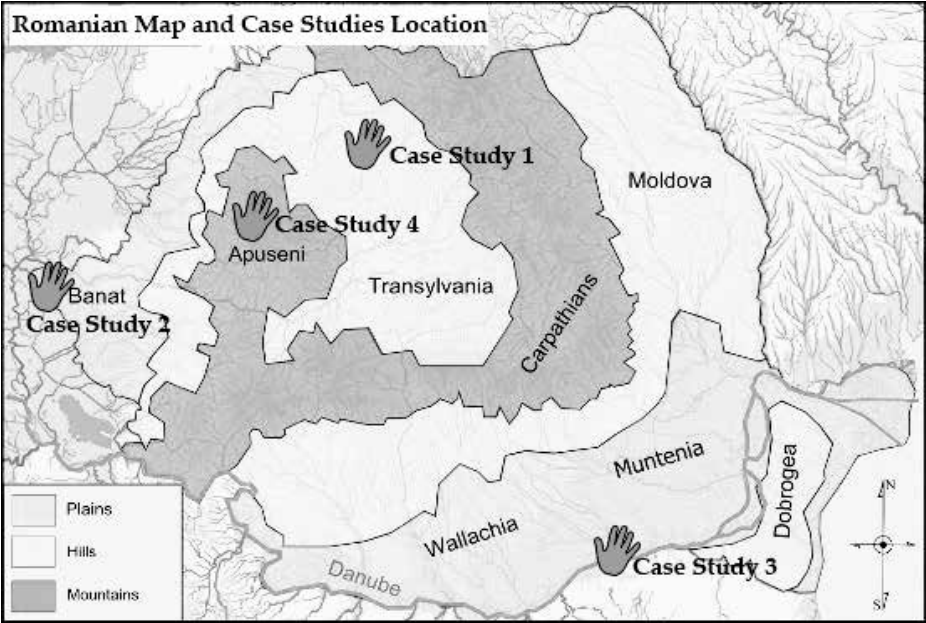 Romanian Map and Case Studies Location
Case Study 1
Moldova
Case Study 4
Apuseni
Transylvania
Banat
Case Study 2
Carpathians
Muntenia
Dobrogea
Wallachia
Case Study 3
Danube
Plains
Hills
Mountains
N
S